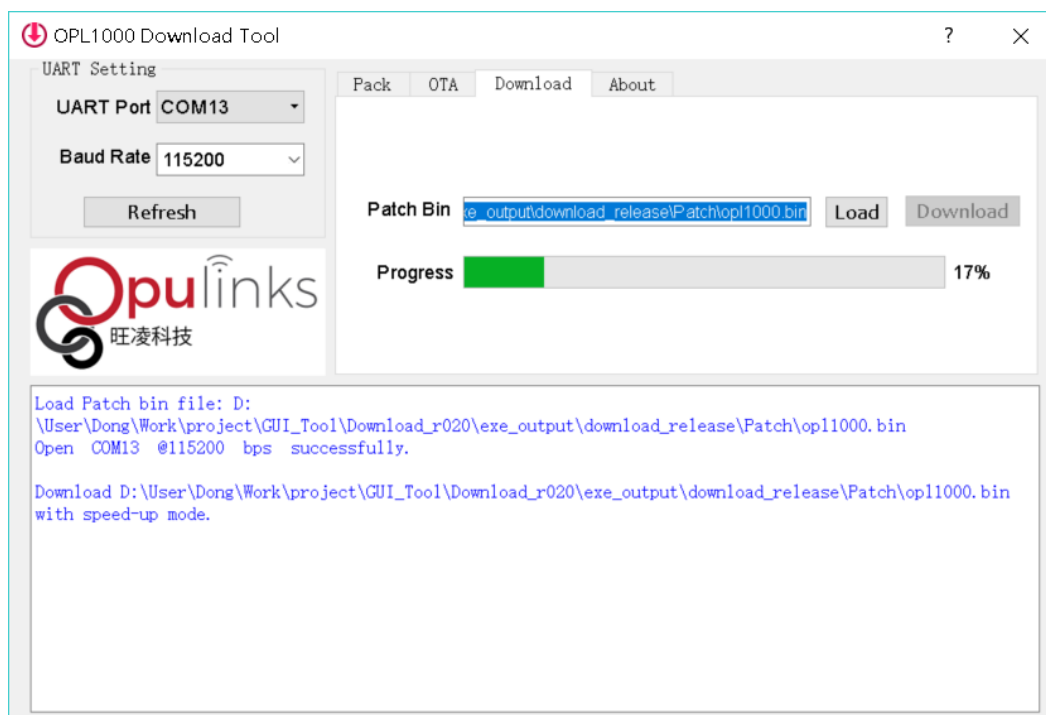 OPL1000 Download Tool
UART Setting
UART Port COM13
Baud Rate 115200
Refresh
Opulinks
旺凌科技
Pack OTA Download About
Patch Bin e_output\download_release\Patch\opl1000.bin Load Download
Progress 17%
Load Patch bin file: D:
\User\Dong\Work\project\GUI_Tool\Download_r020\exe_output\download_release\Patch\opl1000.bin
Open COM13 @115200 bps successfully.
Download D:\User\Dong\Work\project\GUI_Tool\Download_r020\exe_output\download_release\Patch\opl1000.bin
with speed-up mode.